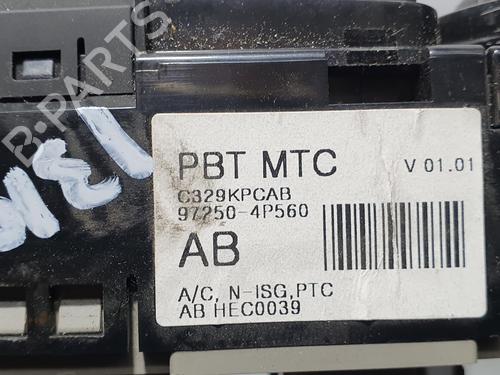 B-PARTS
PBT MTC V 01.01
C329KPCAB
97250-4P560
AB
A/C, N-ISG,PTC
AB HEC0039